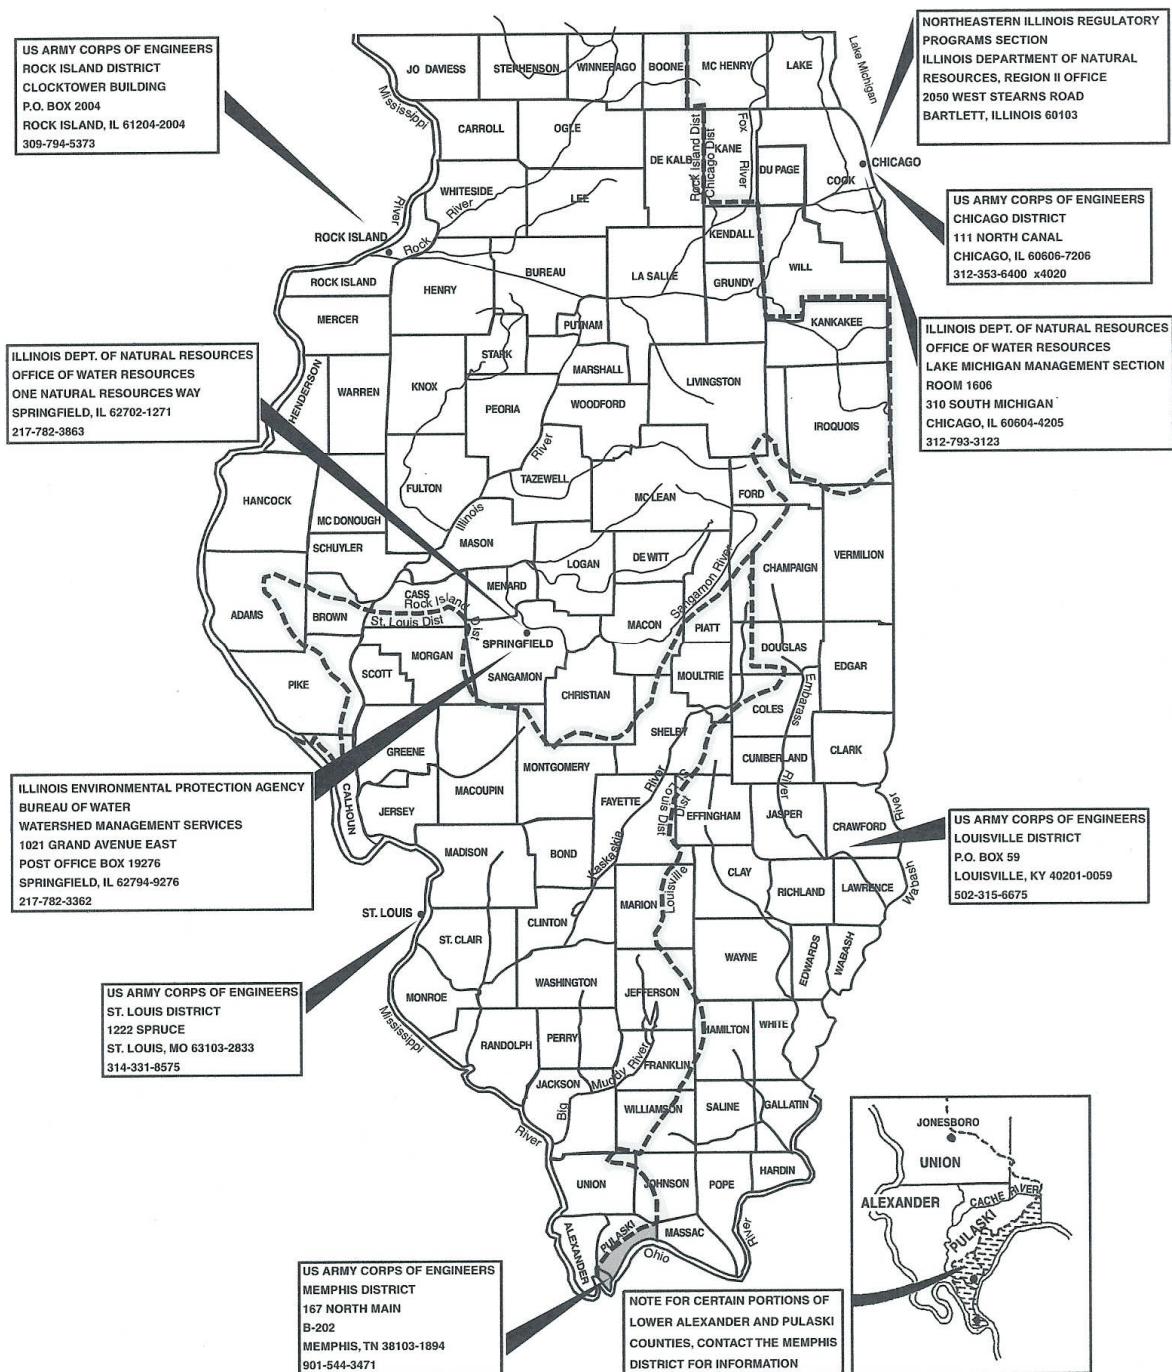 US ARMY CORPS OF ENGINEERS
ROCK ISLAND DISTRICT
CLOCKTOWER BUILDING
P.O. BOX 2004
ROCK ISLAND, IL 61204-2004
309-794-5373
NORTHEASTERN ILLINOIS REGULATORY
PROGRAMS SECTION
ILLINOIS DEPARTMENT OF NATURAL
RESOURCES, REGION II OFFICE
2050 WEST STEARNS ROAD
BARTLETT, ILLINOIS 60103
US ARMY CORPS OF ENGINEERS
CHICAGO DISTRICT
111 NORTH CANAL
CHICAGO, IL 60606-7206
312-353-6400 x4020
ILLINOIS DEPT. OF NATURAL RESOURCES
OFFICE OF WATER RESOURCES
LAKE MICHIGAN MANAGEMENT SECTION
ROOM 1606
310 SOUTH MICHIGAN
CHICAGO, IL 60604-4205
312-793-3123
ILLINOIS DEPT. OF NATURAL RESOURCES
OFFICE OF WATER RESOURCES
ONE NATURAL RESOURCES WAY
SPRINGFIELD, IL 62702-1271
217-782-3863
ILLINOIS ENVIRONMENTAL PROTECTION AGENCY
BUREAU OF WATER
WATERSHED MANAGEMENT SERVICES
1021 GRAND AVENUE EAST
POST OFFICE BOX 19276
SPRINGFIELD, IL 62794-9276
217-782-3362
US ARMY CORPS OF ENGINEERS
LOUISVILLE DISTRICT
P.O. BOX 59
LOUISVILLE, KY 40201-0059
502-315-6675
US ARMY CORPS OF ENGINEERS
ST. LOUIS DISTRICT
1222 SPRUCE
ST. LOUIS, MO 63103-2833
314-331-8575
US ARMY CORPS OF ENGINEERS
MEMPHIS DISTRICT
167 NORTH MAIN
B-202
MEMPHIS, TN 38103-1894
901-544-3471
NOTE FOR CERTAIN PORTIONS OF
LOWER ALEXANDER AND PULASKI
COUNTIES, CONTACT THE MEMPHIS
DISTRICT FOR INFORMATION
JO DAVIESS
STEPHENSON
WINNEBAGO
BOONE
MC HENRY
LAKE
Lake Michigan
Mississippi
River
CARROLL
OGLE
DE KALB
Rock Island Dist
Chicago Dist
KANE
Fox
River
DU PAGE
COOK
CHICAGO
WHITESIDE
LEE
Rock
River
KENDALL
ROCK ISLAND
ROCK ISLAND
HENRY
BUREAU
LA SALLE
GRUNDY
WILL
MERCER
PUTNAM
KANKAKEE
STARK
MARSHALL
HENDERSON
WARREN
KNOX
PEORIA
WOODFORD
LIVINGSTON
IROQUOIS
River
Illinois
FULTON
TAZEWELL
MC LEAN
FORD
HANCOCK
MC DONOUGH
SCHUYLER
MASON
LOGAN
DE WITT
CHAMPAIGN
VERMILION
ADAMS
BROWN
CASS
Rock Island
Dist
St. Louis Dist
MENARD
Sangamon River
MACON
PIATT
SPRINGFIELD
SANGAMON
DOUGLAS
EDGAR
PIKE
SCOTT
MORGAN
CHRISTIAN
MOULTRIE
COLES
Embarass
River
SHELBY
GREENE
MACOUPIN
MONTGOMERY
CUMBERLAND
CLARK
CALHOUN
JERSEY
FAYETTE
Kaskaskia
River
St. Louis Dist
Louisville
Dist
EFFINGHAM
JASPER
CRAWFORD
River
Wabash
MADISON
BOND
CLAY
RICHLAND
LAWRENCE
MARION
ST. LOUIS
ST. CLAIR
CLINTON
WAYNE
EDWARDS
WABASH
MONROE
WASHINGTON
JEFFERSON
Mississippi
River
RANDOLPH
PERRY
HAMILTON
WHITE
JACKSON
Big
Muddy River
FRANKLIN
WILLIAMSON
SALINE
GALLATIN
UNION
JOHNSON
POPE
HARDIN
ALEXANDER
PULASKI
MASSAC
Ohio
River
JONESBORO
UNION
ALEXANDER
CACHE RIVER
PULASKI